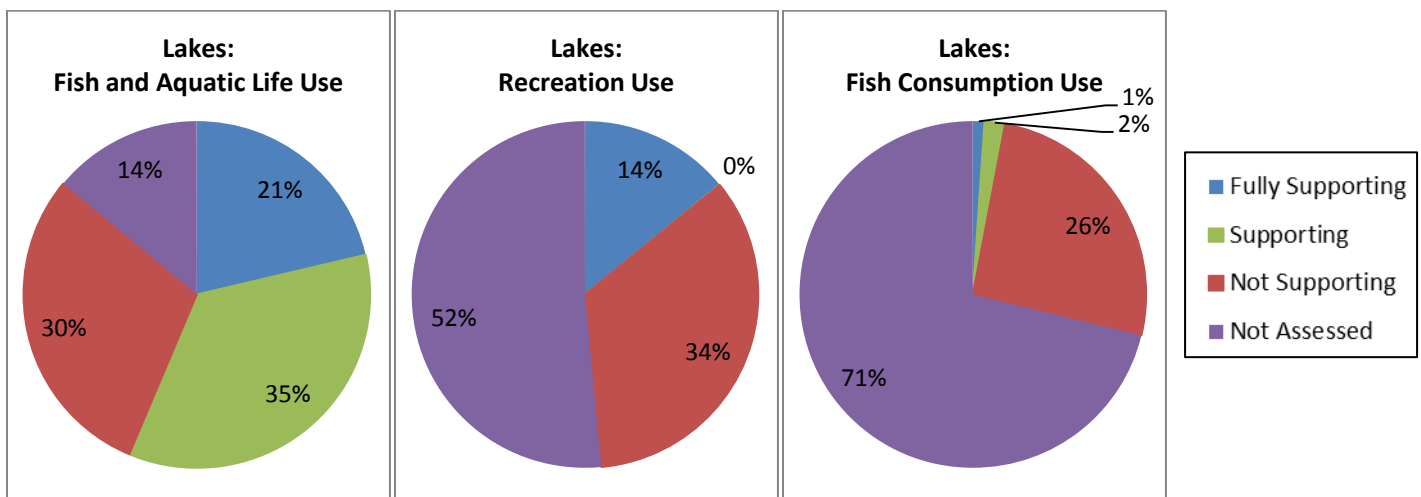 Lakes:
Fish and Aquatic Life Use
14%
21%
30%
35%
Lakes:
Recreation Use
14%
0%
52%
34%
Lakes:
Fish Consumption Use
1%
2%
26%
71%
Fully Supporting
Supporting
Not Supporting
Not Assessed